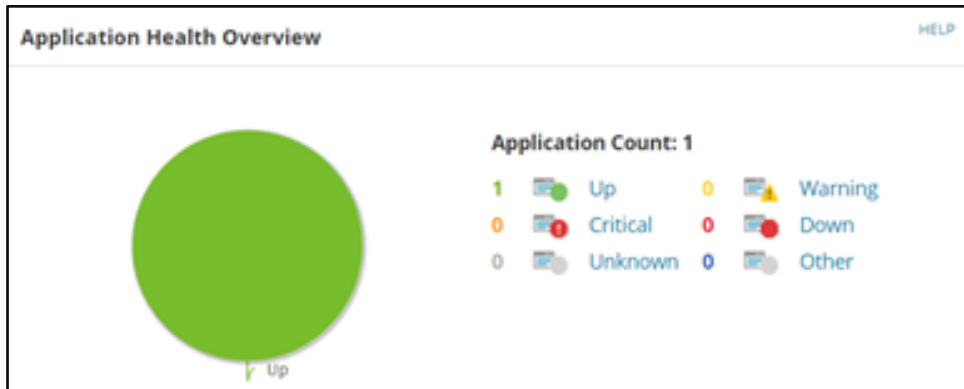 Application Health Overview
HELP
Application Count: 1
1 Up 0 Warning
0 Critical 0 Down
0 Unknown 0 Other
Up